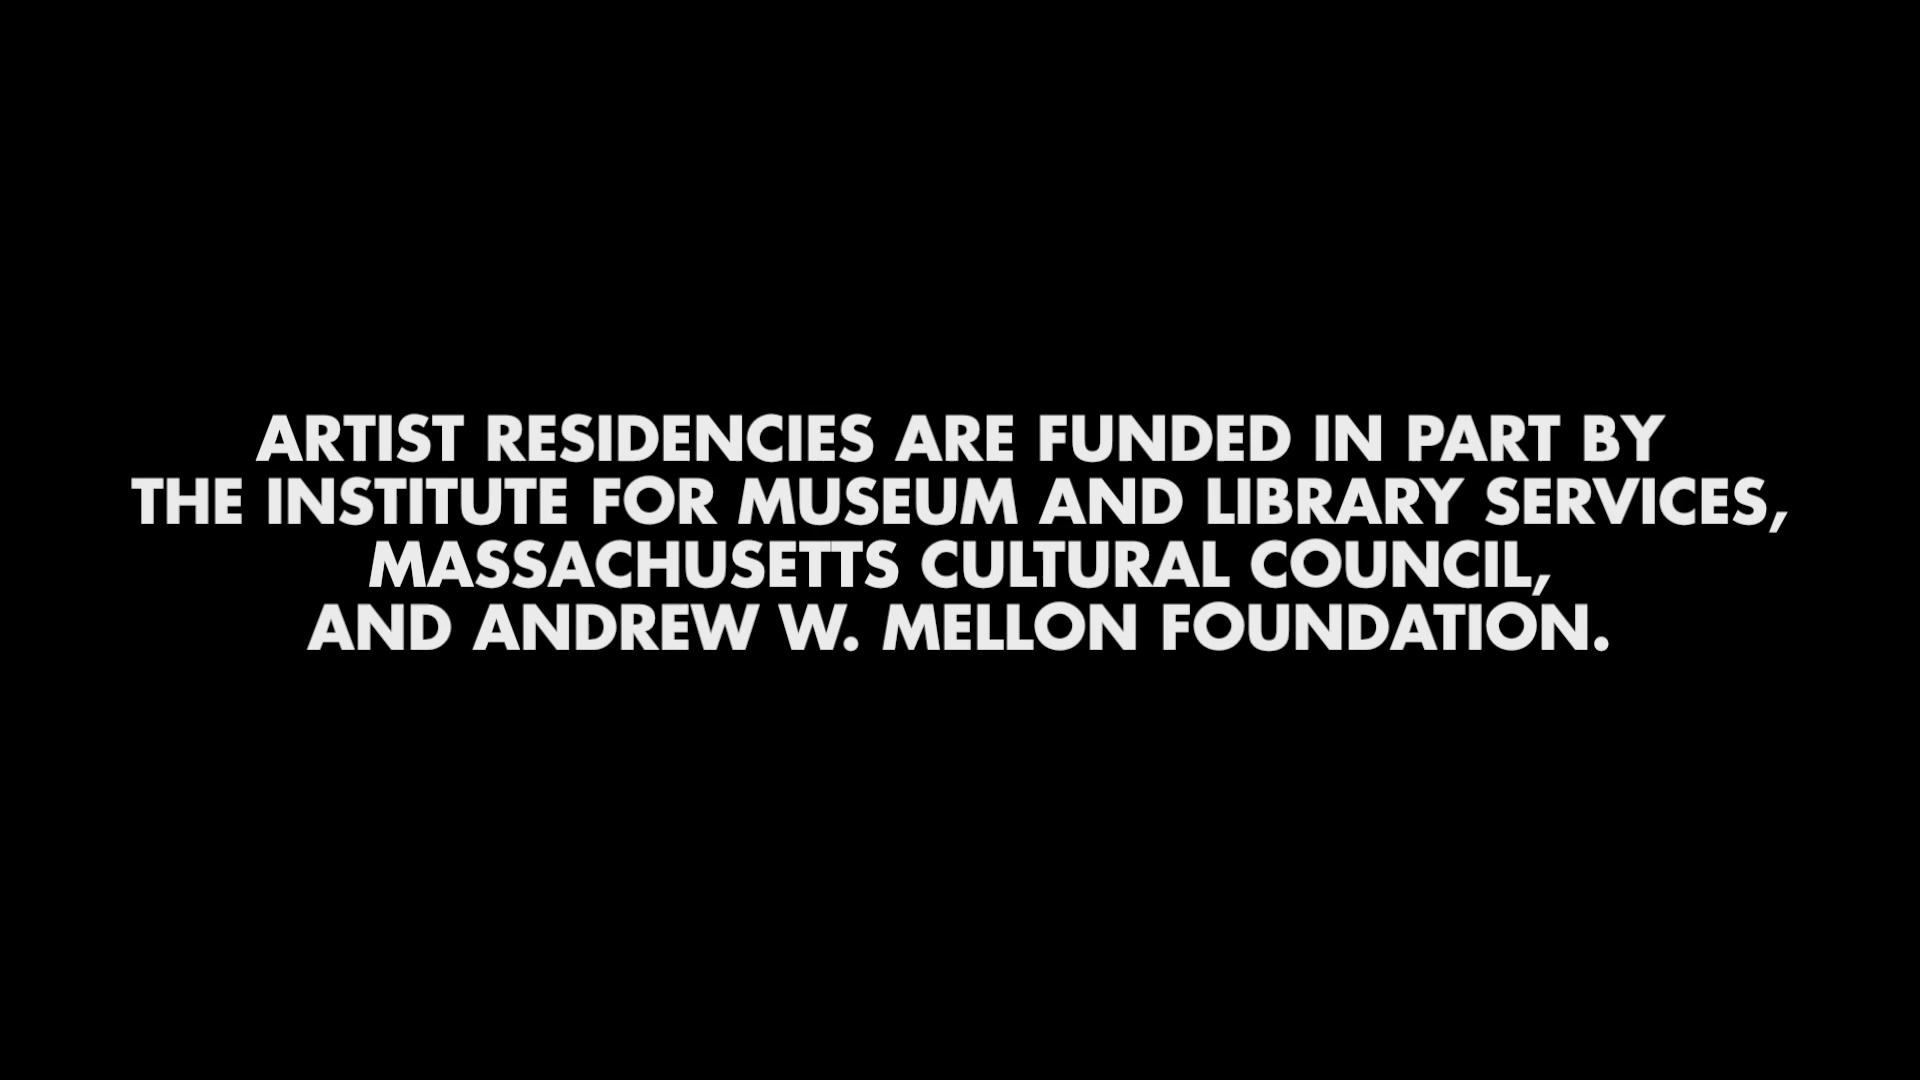 ARTIST RESIDENCIES ARE FUNDED IN PART BY
THE INSTITUTE FOR MUSEUM AND LIBRARY SERVICES,
MASSACHUSETTS CULTURAL COUNCIL,
AND ANDREW W. MELLON FOUNDATION.